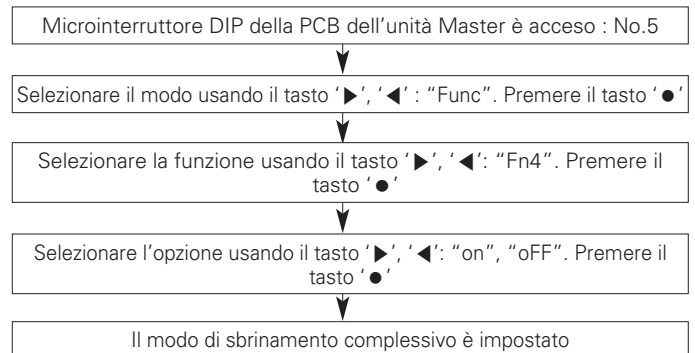 Microinterruttore DIP della PCB dell'unità Master è acceso : No.5
Selezionare il modo usando il tasto ‘▶’, ‘◀’ : “Func”. Premere il tasto ‘●’
Selezionare la funzione usando il tasto ‘▶’, ‘◀’: “Fn4”. Premere il
tasto ‘●’
Selezionare l'opzione usando il tasto ‘▶’, ‘◀’: “on”, “oFF”. Premere il
tasto ‘●’
Il modo di sbrinamento complessivo è impostato